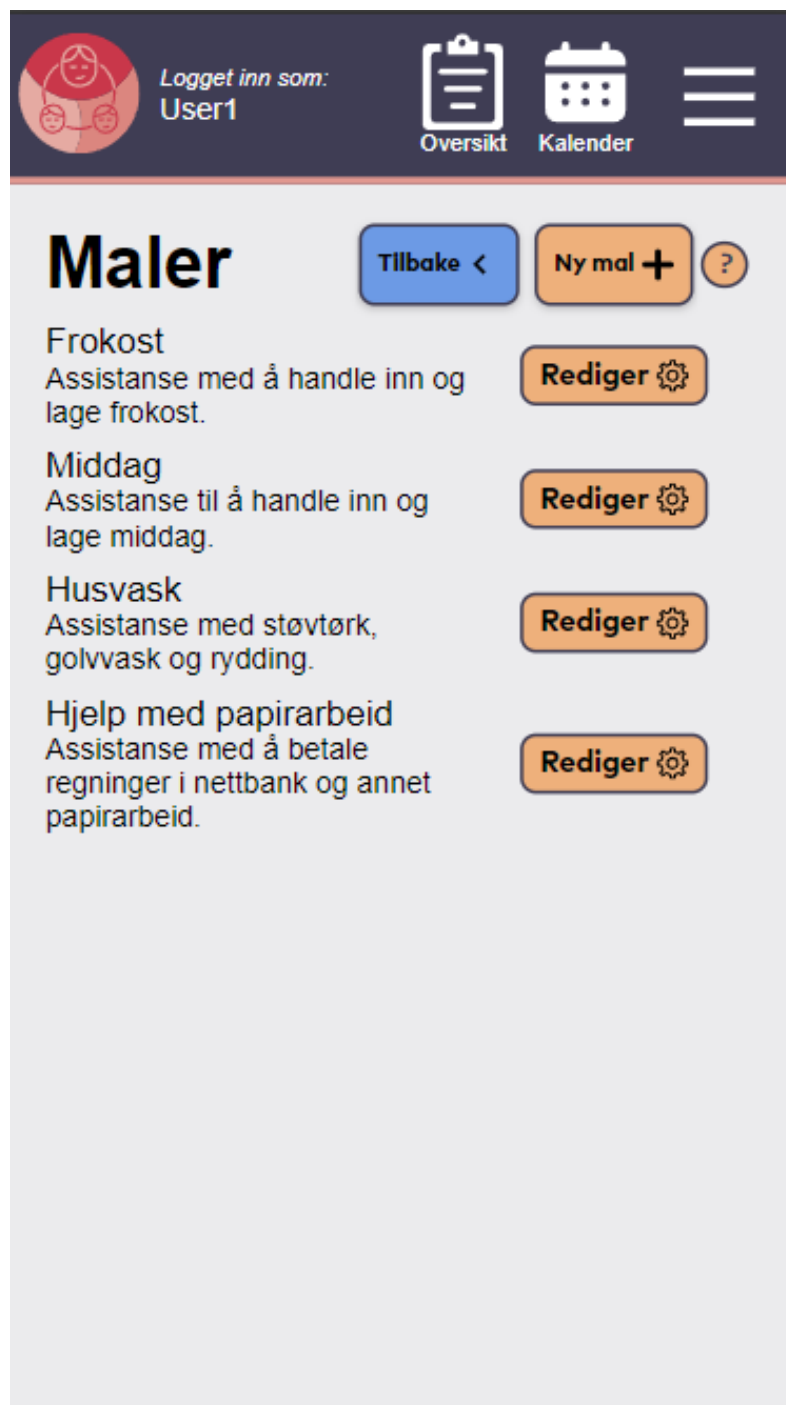 Logget inn som:
User1
Oversikt
Kalender
Maler
Tilbake <
Ny mal +
?
Frokost
Assistanse med å handle inn og
lage frokost.
Rediger
Middag
Assistanse til å handle inn og
lage middag.
Rediger
Husvask
Assistanse med støvtørk,
golvvask og rydding.
Rediger
Hjelp med papirarbeid
Assistanse med å betale
regninger i nettbank og annet
papirarbeid.
Rediger